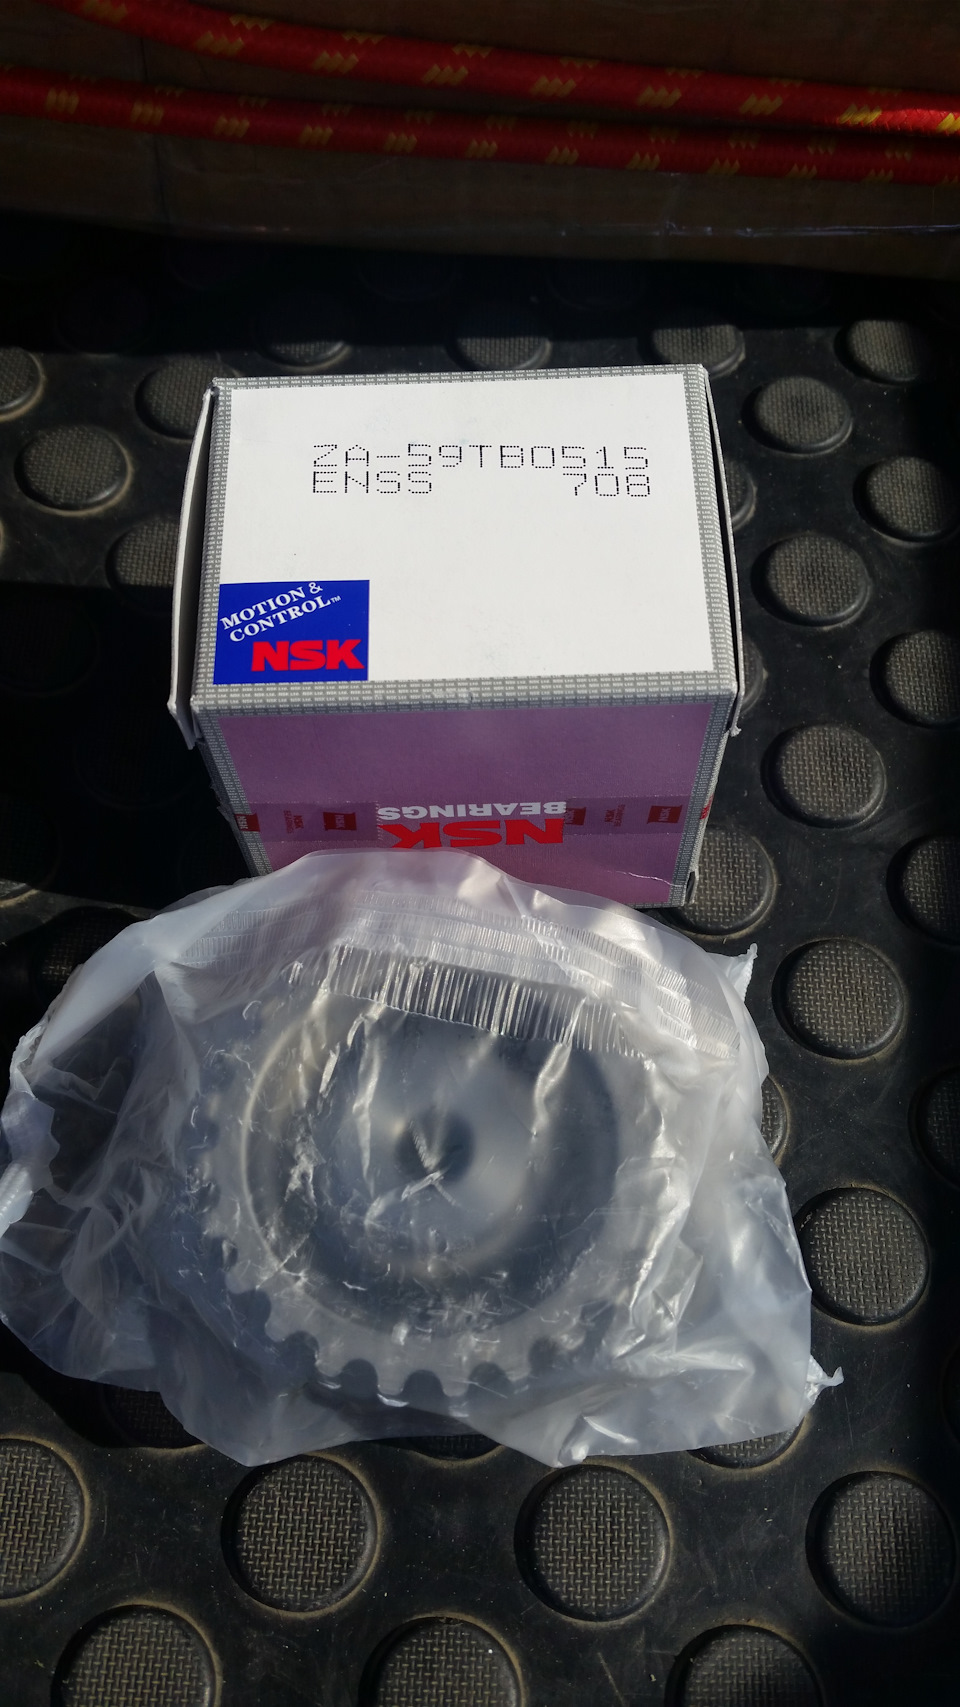 ZA-59TB0515
ENSS 708
MOTION &
CONTROL™
NSK
BEARINGS
NSK